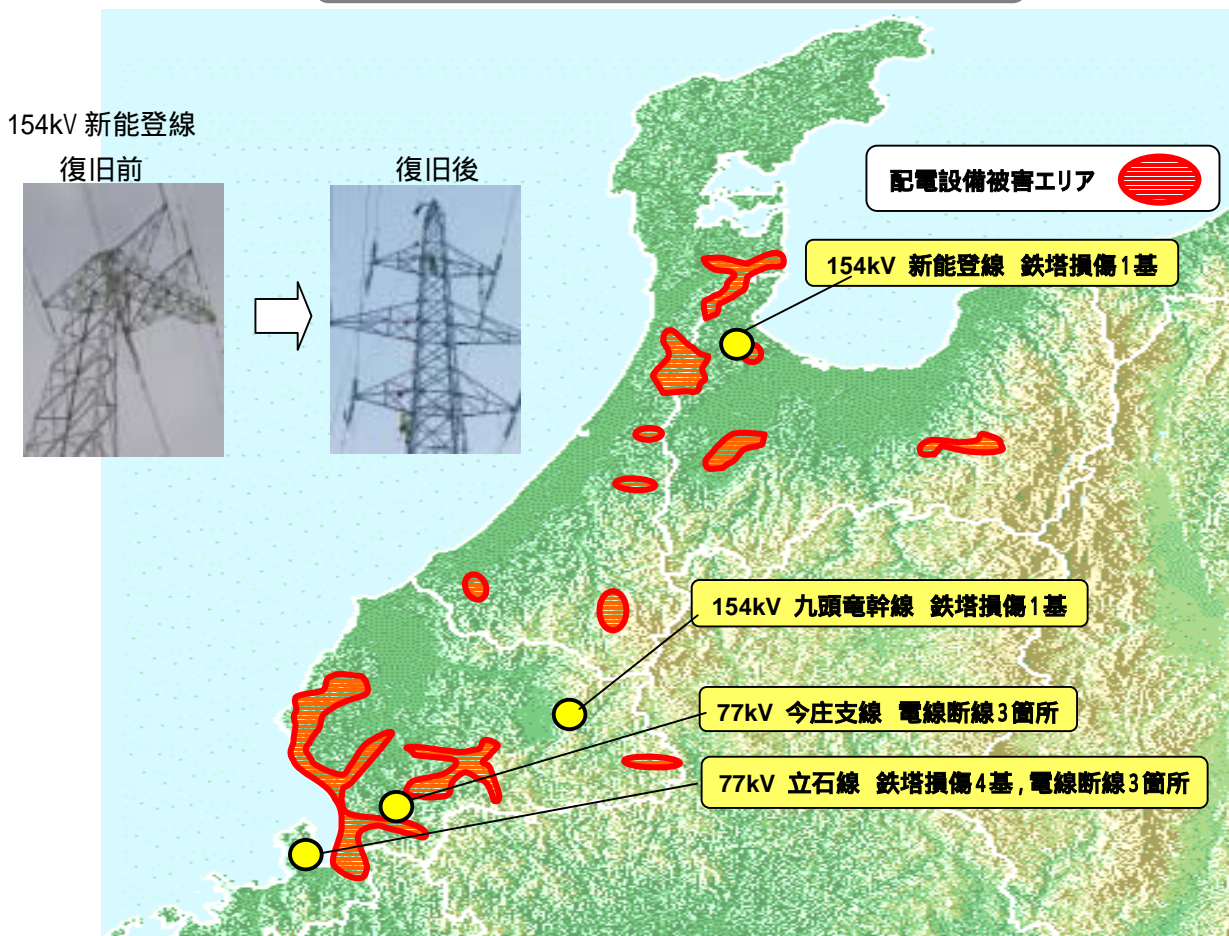 154kV 新能登線
復旧前
復旧後
配電設備被害エリア
154kV 新能登線 鉄塔損傷1基
154kV 九頭竜幹線 鉄塔損傷1基
77kV 今庄支線 電線断線3箇所
77kV 立石線 鉄塔損傷4基,電線断線3箇所